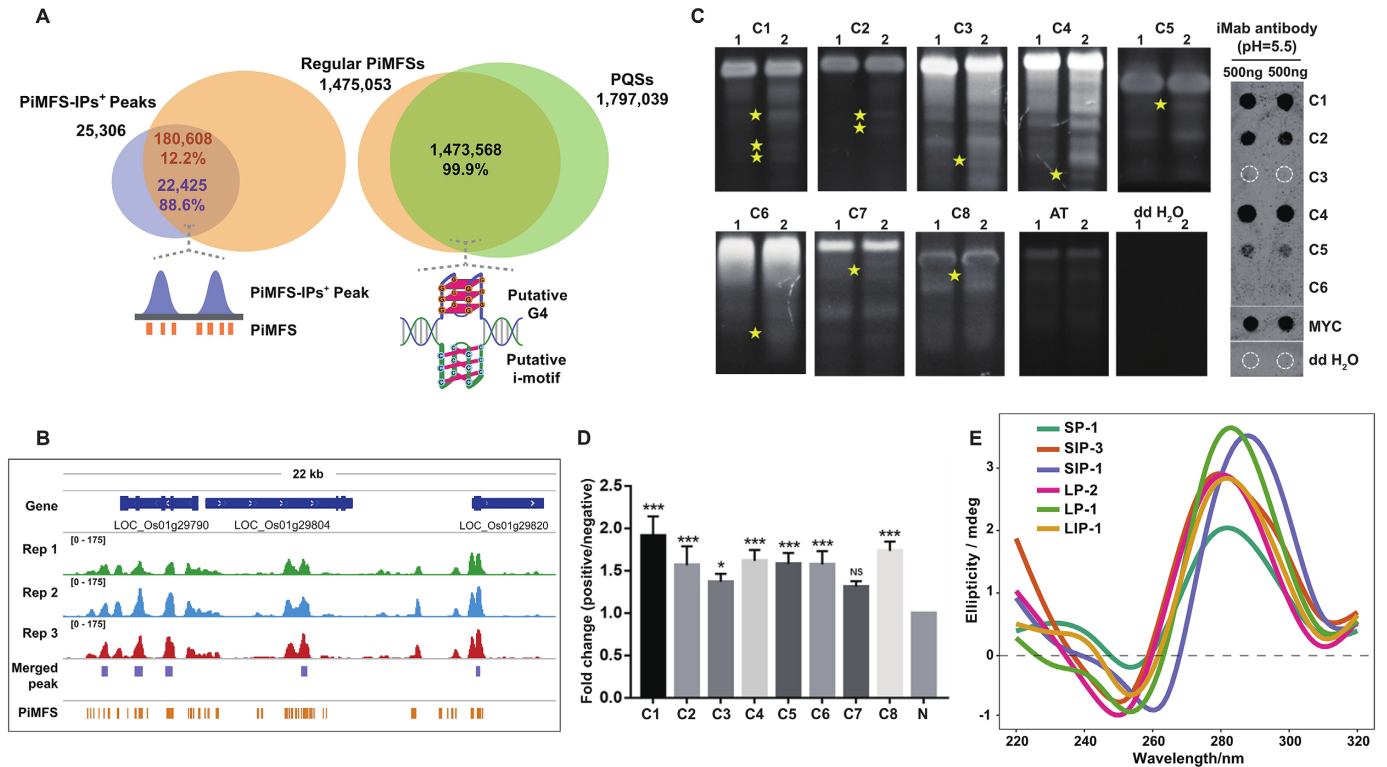 A
PiMFS-IPs+ Peaks
25,306
180,608
12.2%
22,425
88.6%
Regular PiMFSs
1,475,053
PQSs
1,797,039
1,473,568
99.9%
PiMFS-IPs+ Peak
PiMFS
Putative
G4
Putative
i-motif
B
22 kb
Gene
LOC_Os01g29790
LOC_Os01g29804
LOC_Os01g29820
Rep 1
[0 - 175]
Rep 2
[0 - 175]
Rep 3
[0 - 175]
Merged
peak
PiMFS
C
C1
1 2
C2
1 2
C3
1 2
C4
1 2
C5
1 2
C6
1 2
C7
1 2
C8
1 2
AT
1 2
dd H2O
1 2
iMab antibody
(pH=5.5)
500ng 500ng
C1
C2
C3
C4
C5
C6
MYC
dd H2O
D
Fold change (positive/negative)
2.5
2.0
1.5
1.0
0.5
0.0
***
***
*
***
***
***
NS
***
C1 C2 C3 C4 C5 C6 C7 C8 N
E
SP-1
SIP-3
SIP-1
LP-2
LP-1
LIP-1
Ellipticity / mdeg
3
2
1
0
-1
220 240 260 280 300 320
Wavelength/nm